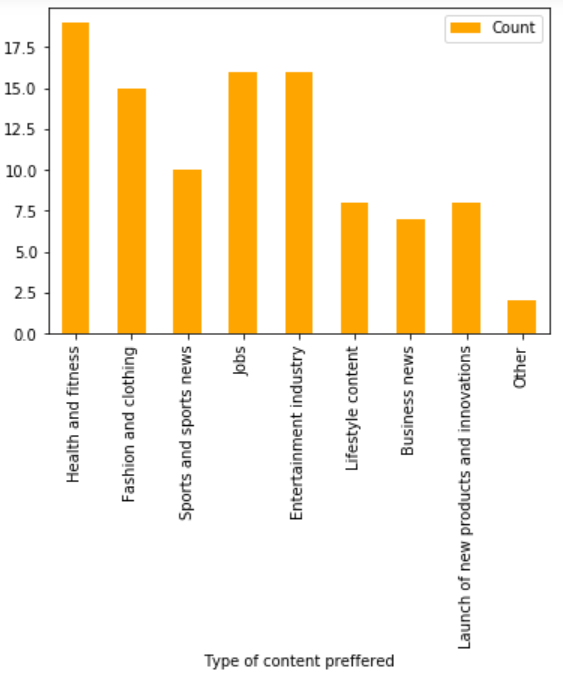 Count
17.5
15.0
12.5
10.0
7.5
5.0
2.5
0.0
Health and fitness
Fashion and clothing
Sports and sports news
Jobs
Entertainment industry
Lifestyle content
Business news
Launch of new products and innovations
Other
Type of content preffered